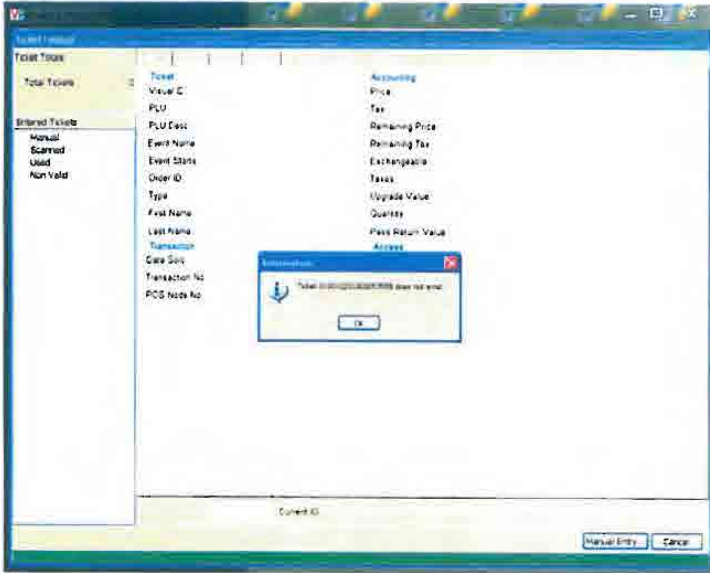 Ticket Lookup
Ticket Totals
Total Tickets 0
Entered Tickets
Manual
Scanned
Used
Non Valid
Ticket
Visual ID
PLU
PLU Desc
Event Name
Event Starts
Order ID
Type
First Name
Last Name
Transaction
Date Sold
Transaction No
POS Node No
Accounting
Price
Tax
Remaining Price
Remaining Tax
Exchangeable
Taxes
Upgrade Value
Quantity
Pass Return Value
Access
Information
Ticket does not exist
OK
Current ID
Manual Entry
Cancel